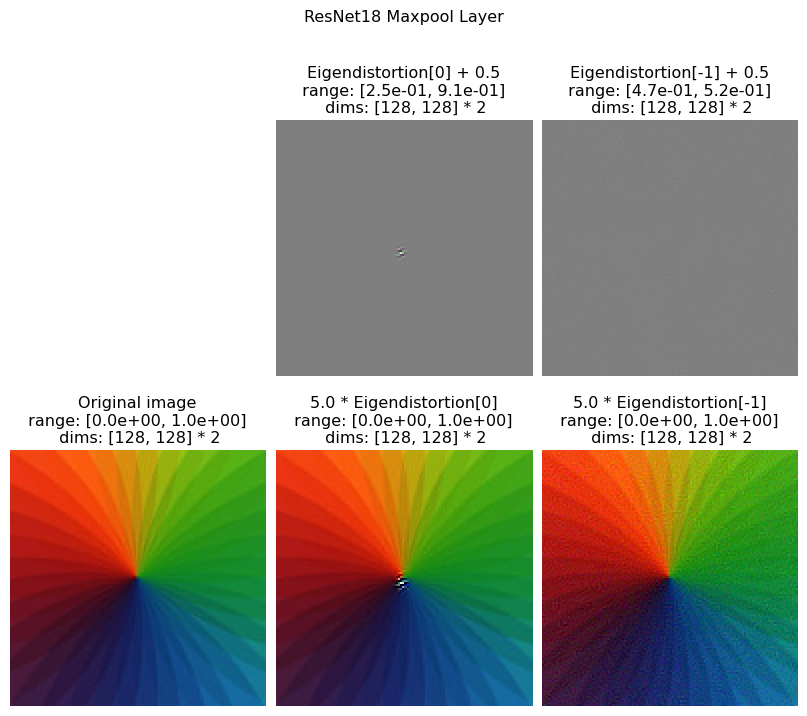 ResNet18 Maxpool Layer
Eigendistortion[0] + 0.5
range: [2.5e-01, 9.1e-01]
dims: [128, 128] * 2
Eigendistortion[-1] + 0.5
range: [4.7e-01, 5.2e-01]
dims: [128, 128] * 2
Original image
range: [0.0e+00, 1.0e+00]
dims: [128, 128] * 2
5.0 * Eigendistortion[0]
range: [0.0e+00, 1.0e+00]
dims: [128, 128] * 2
5.0 * Eigendistortion[-1]
range: [0.0e+00, 1.0e+00]
dims: [128, 128] * 2